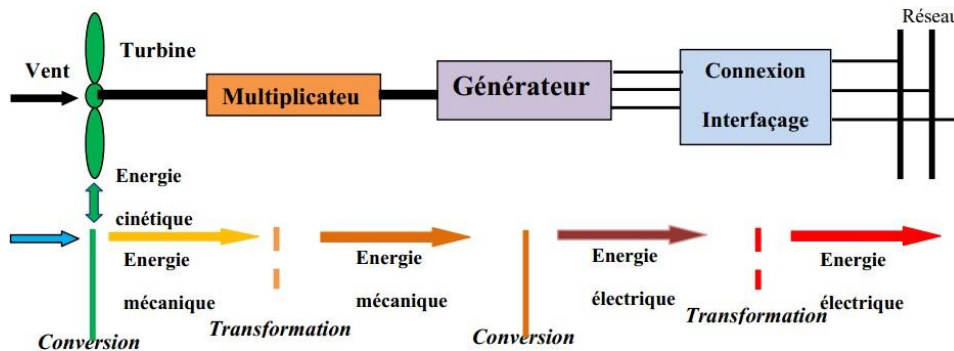 Réseau
Turbine
Vent
Multiplicateu
Générateur
Connexion
Interfaçage
Energie
cinétique
Energie
mécanique
Energie
mécanique
Energie
électrique
Energie
électrique
Conversion
Transformation
Conversion
Transformation